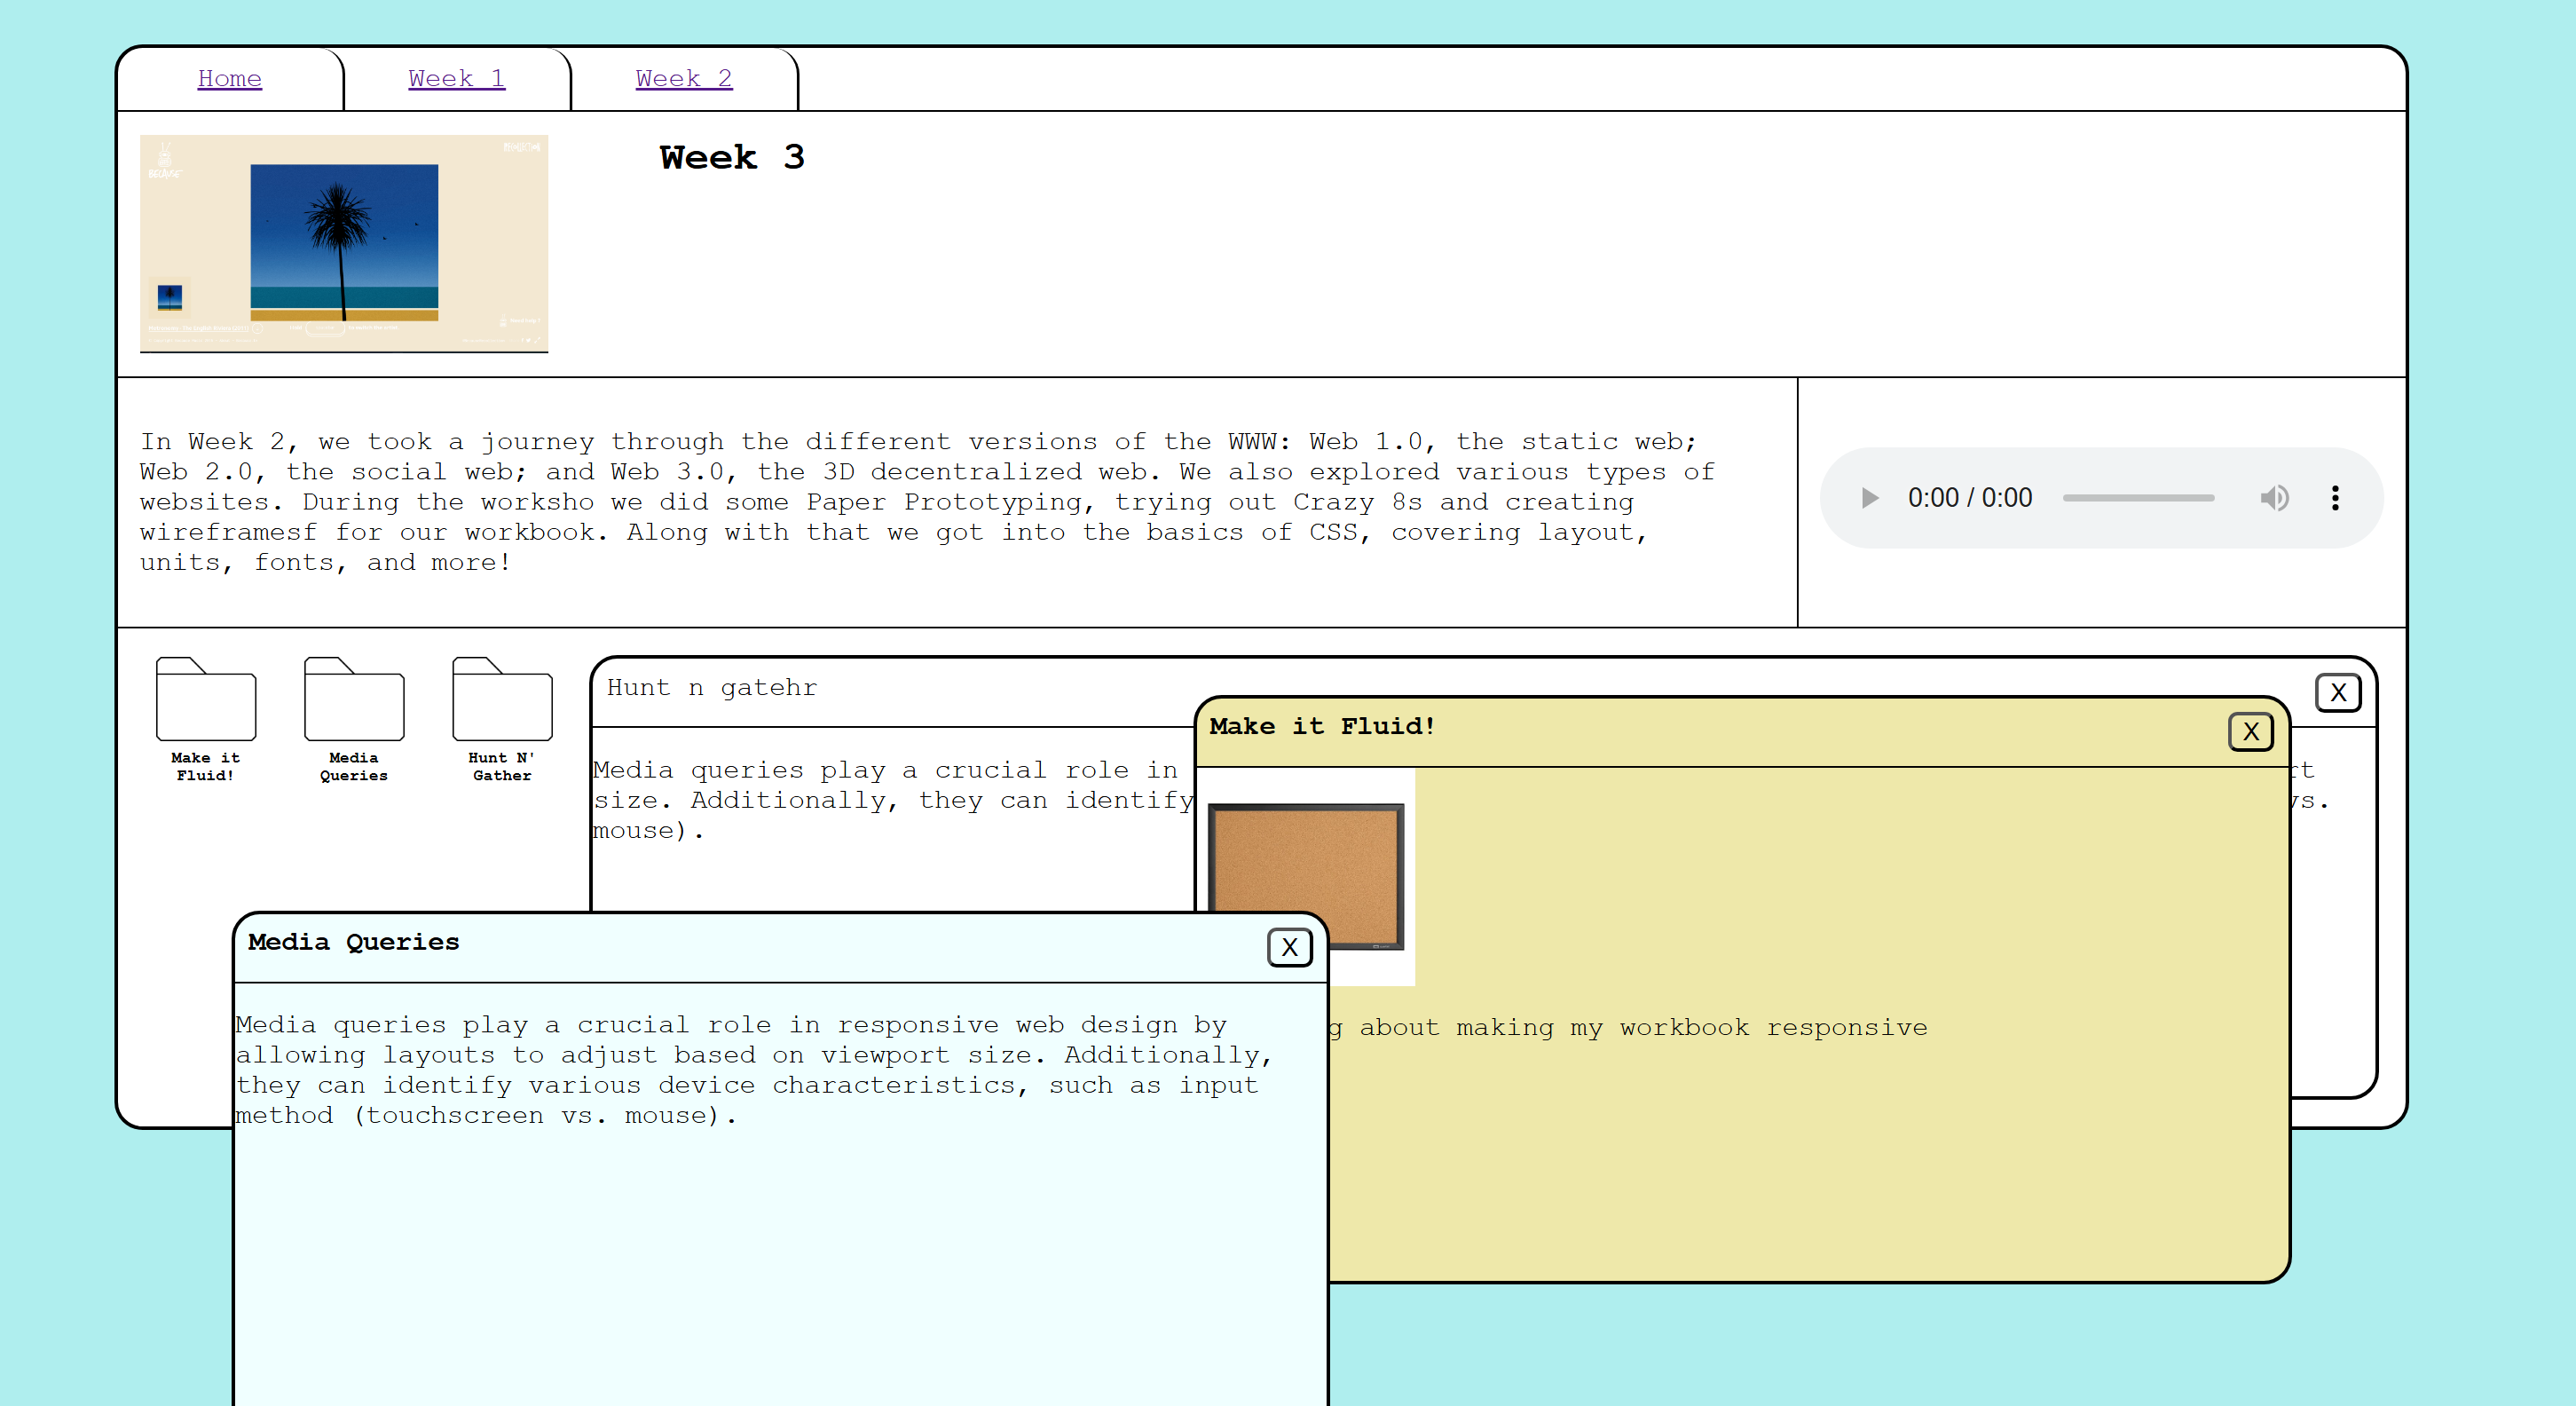 Home
Week 1
Week 2
BECAUSE
Week 3
In Week 2, we took a journey through the different versions of the WWW: Web 1.0, the static web;
Web 2.0, the social web; and Web 3.0, the 3D decentralized web. We also explored various types of
websites. During the worksho we did some Paper Prototyping, trying out Crazy 8s and creating
wireframesf for our workbook. Along with that we got into the basics of CSS, covering layout,
units, fonts, and more!
0:00 / 0:00
Make it
Fluid!
Media
Queries
Hunt N'
Gather
Hunt n gatehr
X
Media queries play a crucial role in
size. Additionally, they can identify
vs.
mouse).
Make it Fluid!
X
about making my workbook responsive
Media Queries
X
Media queries play a crucial role in responsive web design by
allowing layouts to adjust based on viewport size. Additionally,
they can identify various device characteristics, such as input
method (touchscreen vs. mouse).